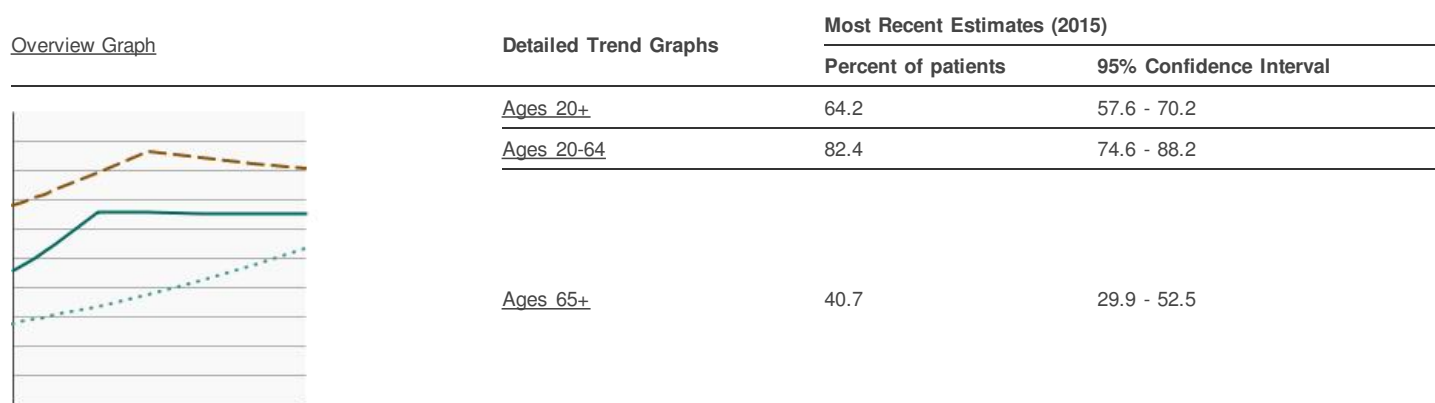 Overview Graph
Detailed Trend Graphs
Most Recent Estimates (2015)
Percent of patients
95% Confidence Interval
Ages 20+
64.2
57.6 - 70.2
Ages 20-64
82.4
74.6 - 88.2
Ages 65+
40.7
29.9 - 52.5